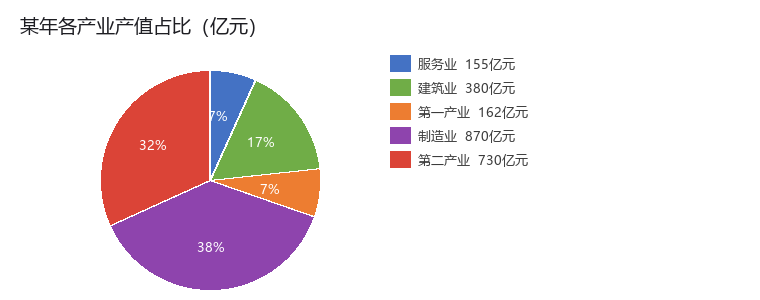 某年各产业产值占比（亿元）
服务业 155亿元
建筑业 380亿元
第一产业 162亿元
制造业 870亿元
第二产业 730亿元
7%
17%
32%
7%
38%